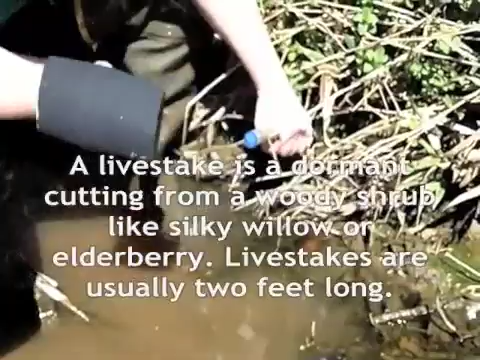 A livestake is a dormant
cutting from a woody shrub
like silky willow or
elderberry. Livestakes are
usually two feet long.